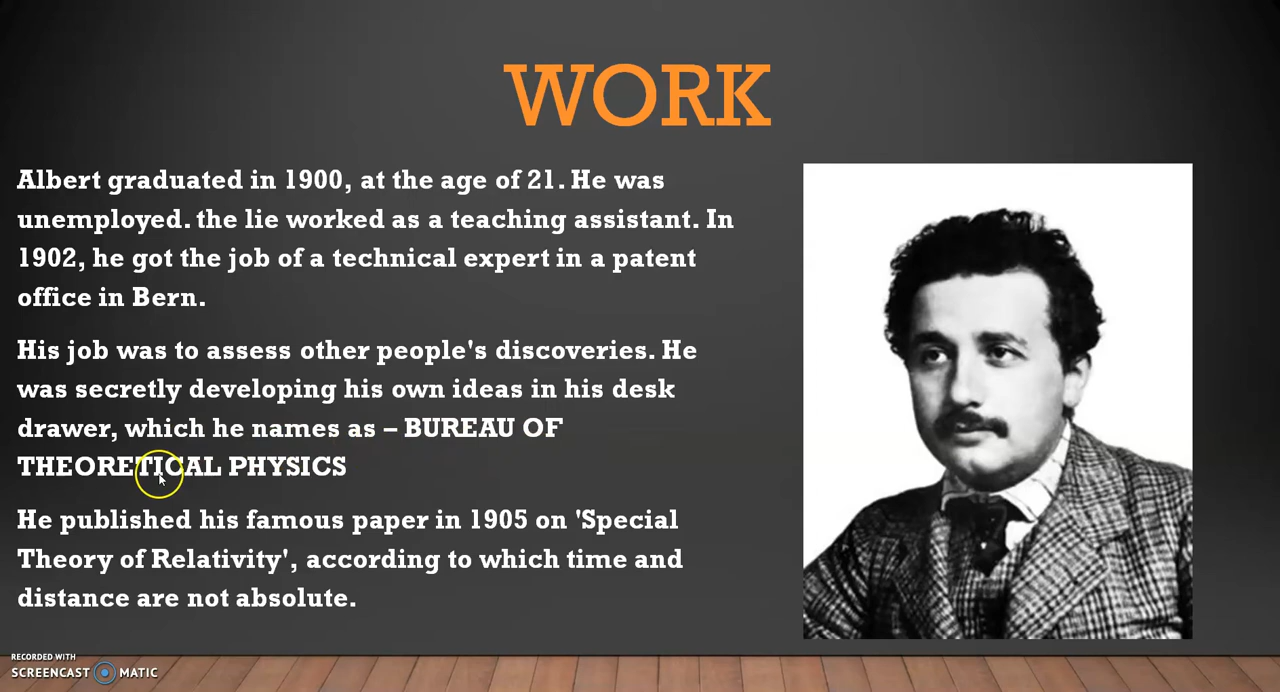 WORK
Albert graduated in 1900, at the age of 21. He was
unemployed. the lie worked as a teaching assistant. In
1902, he got the job of a technical expert in a patent
office in Bern.
His job was to assess other people's discoveries. He
was secretly developing his own ideas in his desk
drawer, which he names as – BUREAU OF
THEORETICAL PHYSICS
He published his famous paper in 1905 on 'Special
Theory of Relativity', according to which time and
distance are not absolute.
RECORDED WITH
SCREENCAST MATIC